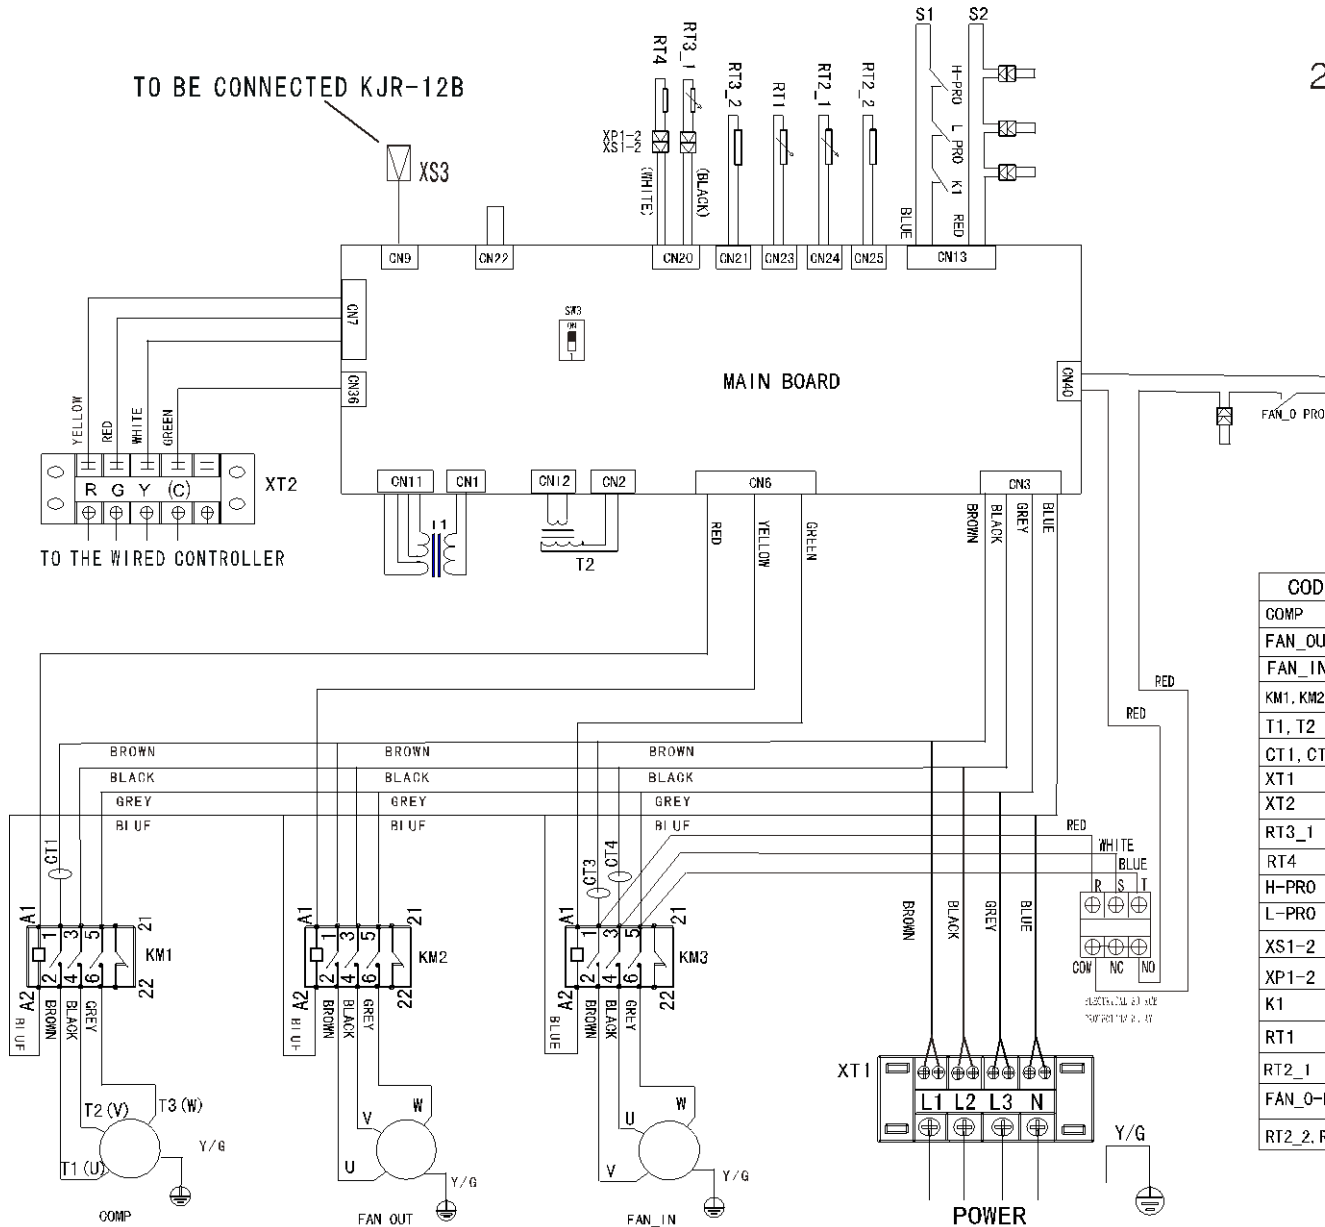 S1 S2
2
RT4
RT3_1
RT3_2
RT1
RT2_1
RT2_2
H-PRO
L PRO
K1
TO BE CONNECTED KJR-12B
XP1-2
XS1-2
XS3
(WHITE)
(BLACK)
BLUE
RED
CN9
CN22
CN20
CN21
CN23
CN24
CN25
CN13
CN7
SW3
ON
1
CN36
MAIN BOARD
CN40
FAN_O PRO
YELLOW
RED
WHITE
GREEN
R G Y (C)
XT2
TO THE WIRED CONTROLLER
CN11
CN1
CN12
CN2
CN6
CN3
T2
RED
YELLOW
GREEN
BROWN
BLACK
GREY
BLUE
COD
COMP
FAN_OU
FAN_IN
KM1, KM2
T1, T2
CT1, CT
XT1
XT2
RT3_1
RT4
H-PRO
L-PRO
XS1-2
XP1-2
K1
RT1
RT2_1
FAN_O-
RT2_2, R
RED
RED
BROWN BROWN BROWN
BLACK BLACK BLACK
GREY GREY GREY
BLUF BLUF BLUF
RED
WHITE
BLUE
R S T
COM NC NO
CT1
CT3
CT4
A1 1 3 5 21
KM1
A2 2 4 6 22
A1 1 3 5 21
KM2
A2 2 4 6 22
A1 1 3 5 21
KM3
A2 2 4 6 22
BLUF
BROWN
BLACK
GREY
BLUF
BROWN
BLACK
GREY
BLUE
BROWN
BLACK
GREY
BROWN
BLACK
GREY
BLUE
XT1
L1 L2 L3 N
POWER
Y/G
T2(V) T3(W)
T1(U)
Y/G
COMP
V W
U
Y/G
FAN OUT
U W
V
Y/G
FAN_IN